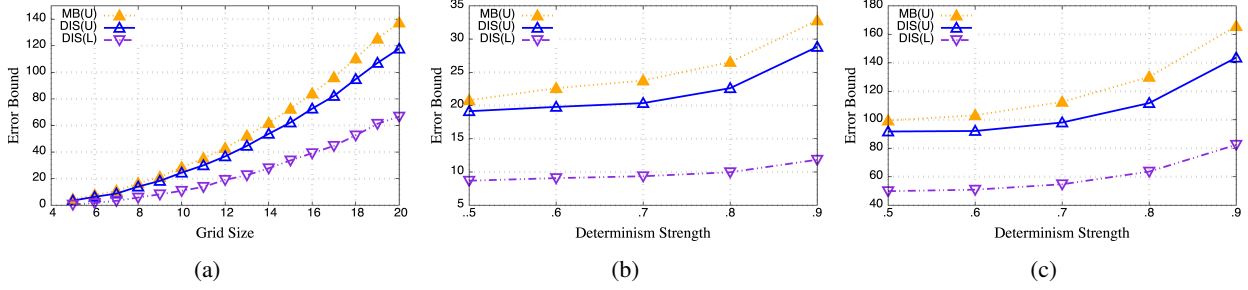 MB(U)
DIS(U)
DIS(L)
Error Bound
140
120
100
80
60
40
20
0
4 6 8 10 12 14 16 18 20
Grid Size
(a)
MB(U)
DIS(U)
DIS(L)
Error Bound
35
30
25
20
15
10
5
.5 .6 .7 .8 .9
Determinism Strength
(b)
MB(U)
DIS(U)
DIS(L)
Error Bound
180
160
140
120
100
80
60
40
.5 .6 .7 .8 .9
Determinism Strength
(c)